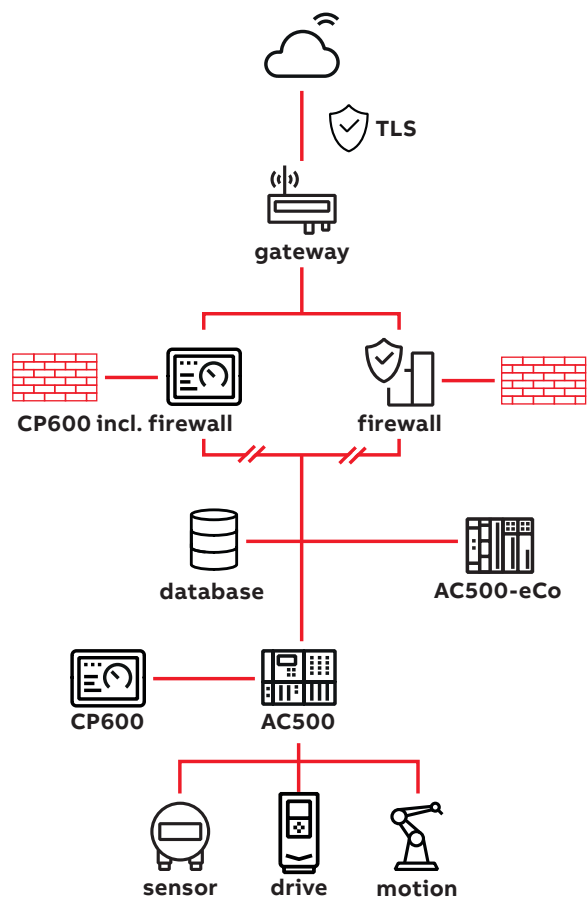 TLS
gateway
CP600 incl. firewall
firewall
database
AC500-eCo
CP600
AC500
sensor
drive
motion